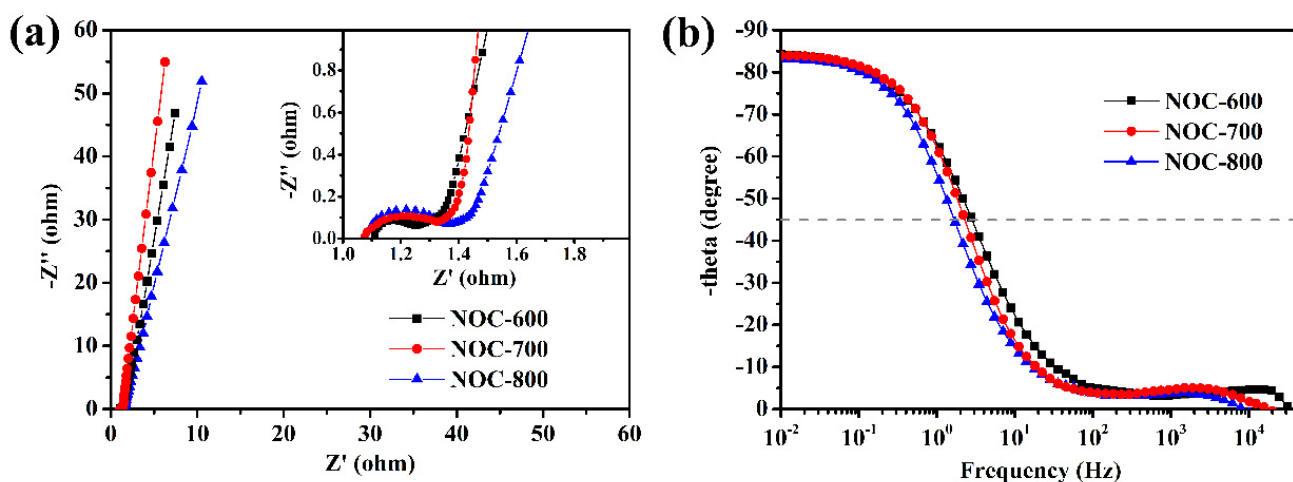 (a)
60
50
40
30
20
10
0
-Z'' (ohm)
0 10 20 30 40 50 60
Z' (ohm)
0.8
0.6
0.4
0.2
0.0
-Z'' (ohm)
1.0 1.2 1.4 1.6 1.8
Z' (ohm)
NOC-600
NOC-700
NOC-800
(b)
-90
-80
-70
-60
-50
-40
-30
-20
-10
0
-theta (degree)
NOC-600
NOC-700
NOC-800
10⁻² 10⁻¹ 10⁰ 10¹ 10² 10³ 10⁴
Frequency (Hz)